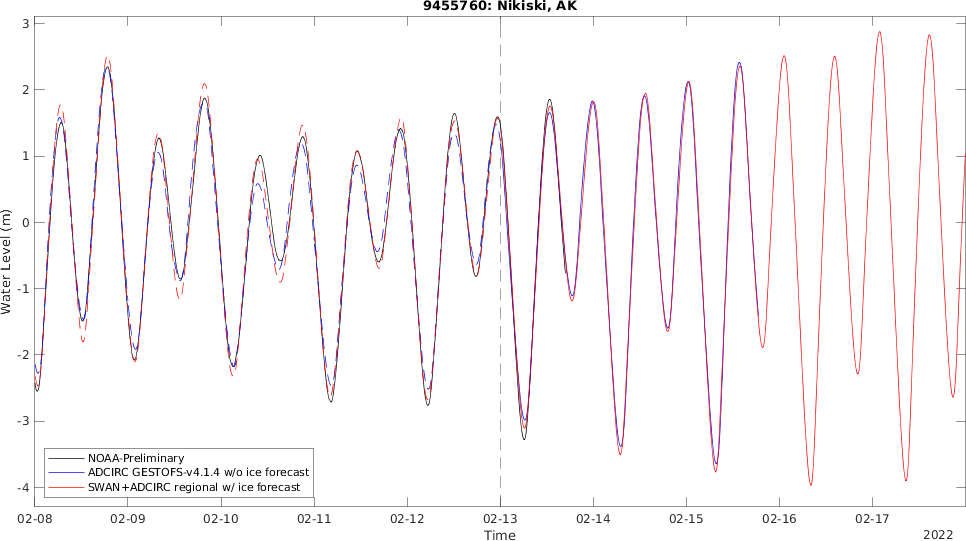 9455760: Nikiski, AK
3
2
1
0
-1
-2
-3
-4
Water Level (m)
NOAA-Preliminary
ADCIRC GESTOFS-v4.1.4 w/o ice forecast
SWAN+ADCIRC regional w/ ice forecast
02-08 02-09 02-10 02-11 02-12 02-13 02-14 02-15 02-16 02-17
Time
2022